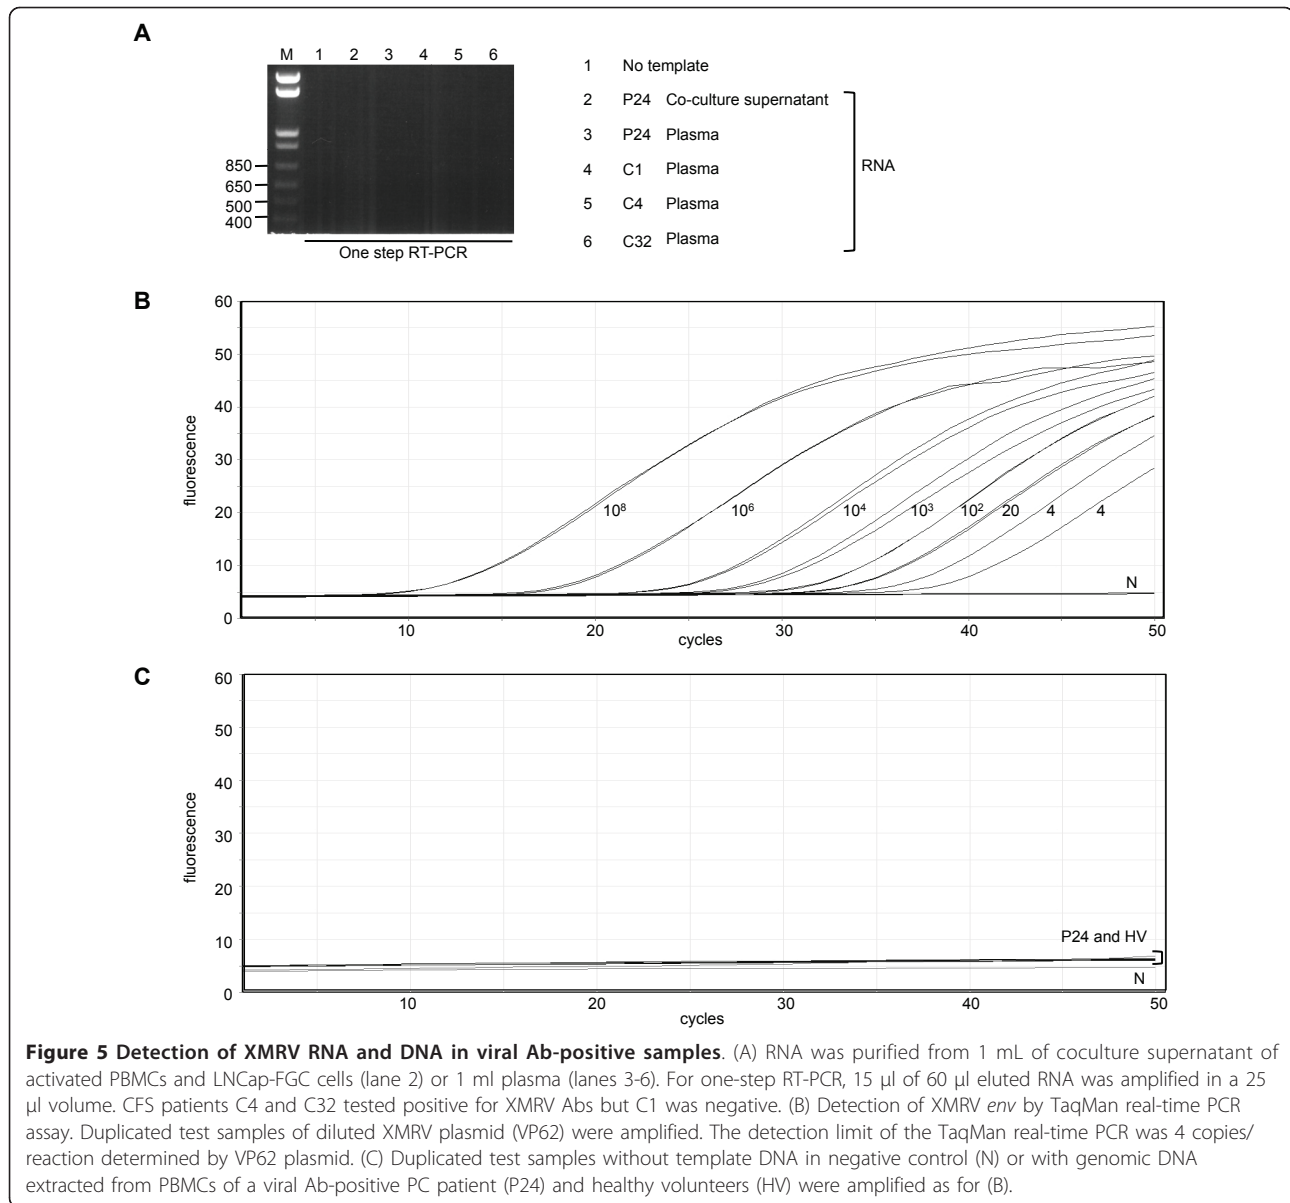 A
M 1 2 3 4 5 6
850
650
500
400
One step RT-PCR
1 No template
2 P24 Co-culture supernatant
3 P24 Plasma
4 C1 Plasma
5 C4 Plasma
6 C32 Plasma
RNA
B
60
50
40
30
20
10
0
fluorescence
10⁸ 10⁶ 10⁴ 10³ 10² 20 4 4
N
10 20 30 40 50
cycles
C
60
50
40
30
20
10
0
fluorescence
P24 and HV
N
10 20 30 40 50
cycles
Figure 5 Detection of XMRV RNA and DNA in viral Ab-positive samples. (A) RNA was purified from 1 mL of coculture supernatant of
activated PBMCs and LNCap-FGC cells (lane 2) or 1 ml plasma (lanes 3-6). For one-step RT-PCR, 15 μl of 60 μl eluted RNA was amplified in a 25
μl volume. CFS patients C4 and C32 tested positive for XMRV Abs but C1 was negative. (B) Detection of XMRV env by TaqMan real-time PCR
assay. Duplicated test samples of diluted XMRV plasmid (VP62) were amplified. The detection limit of the TaqMan real-time PCR was 4 copies/
reaction determined by VP62 plasmid. (C) Duplicated test samples without template DNA in negative control (N) or with genomic DNA
extracted from PBMCs of a viral Ab-positive PC patient (P24) and healthy volunteers (HV) were amplified as for (B).